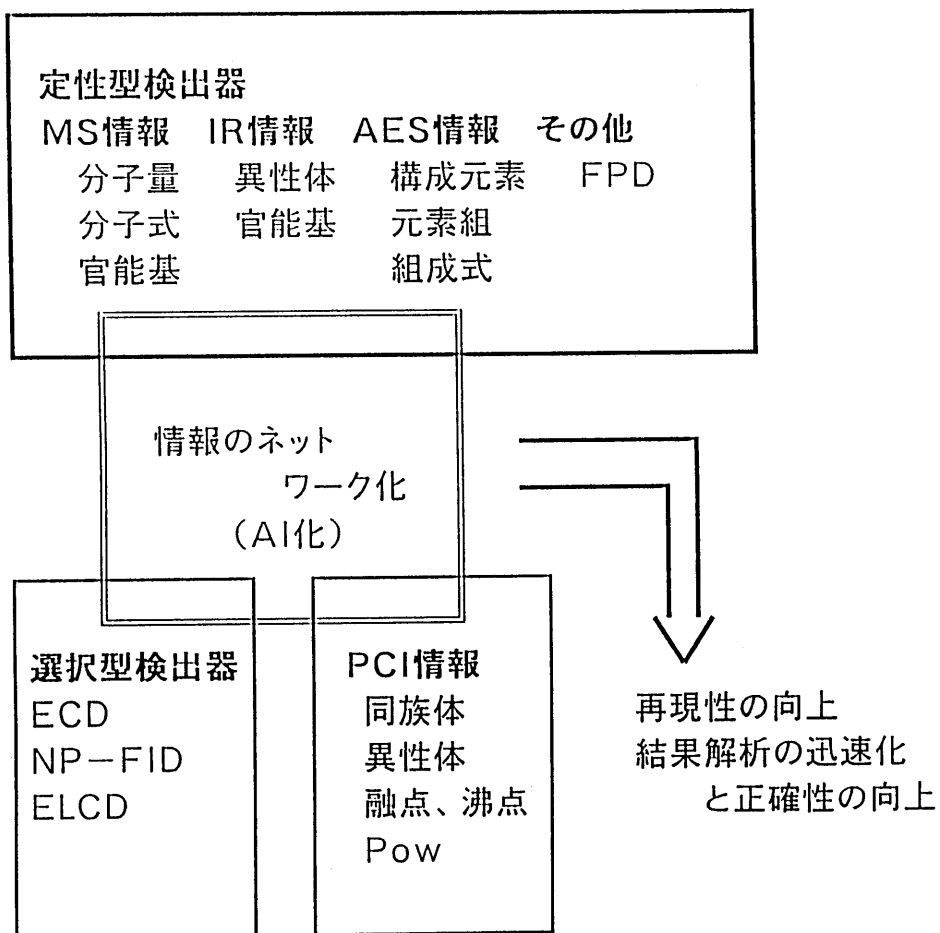 定性型検出器
MS情報 IR情報 AES情報 その他
分子量 異性体 構成元素 FPD
分子式 官能基 元素組
官能基 組成式
情報のネット
ワーク化
(AI化)
選択型検出器
ECD
NP-FID
ELCD
PCI情報
同族体
異性体
融点、沸点
Pow
再現性の向上
結果解析の迅速化
と正確性の向上